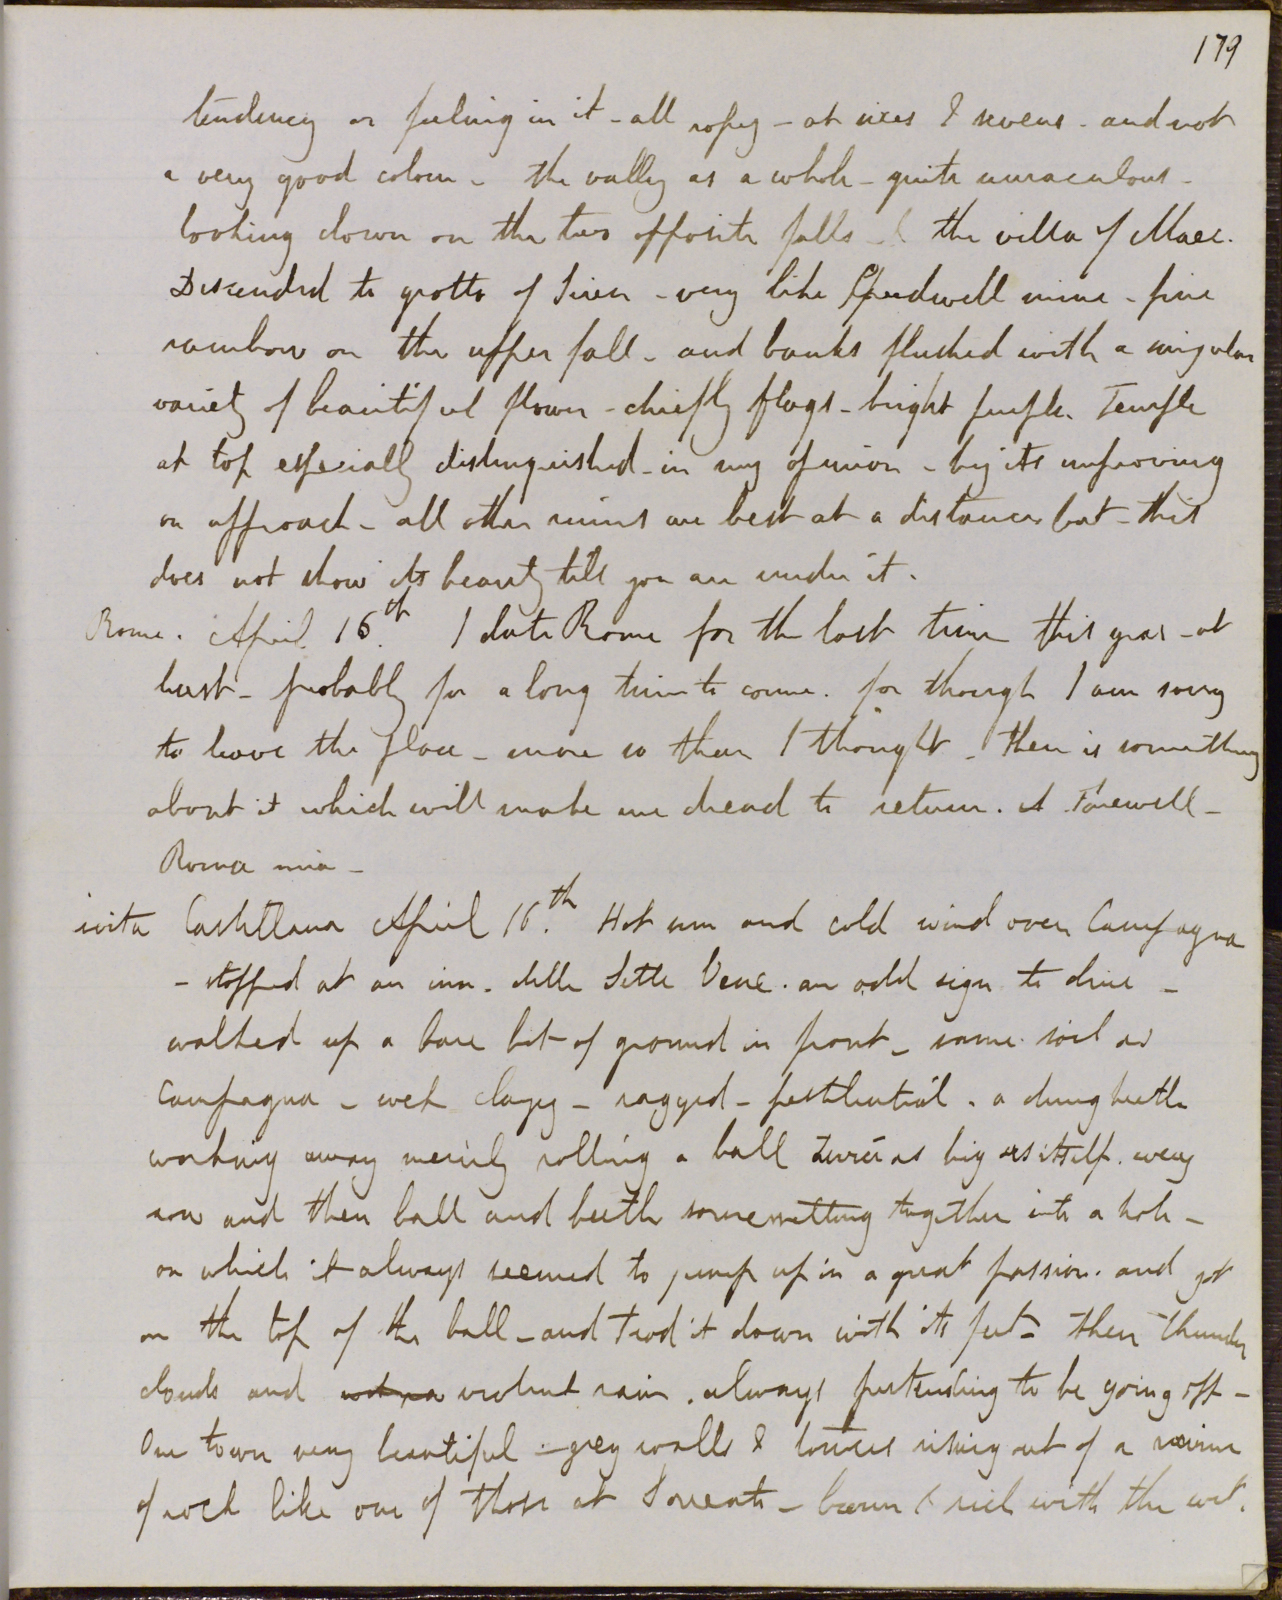 179
tendency or feeling in it - all ropy - at sixes & sevens - and not
a very good colour - the valley as a whole - quite miraculous -
looking down on the two opposite falls - & the villa of Maec.
Descended to grotto of Siren - very like Speedwell mine - fine
rainbow on the upper fall - and banks flushed with a singular
variety of beautiful flower - chiefly flags - bright purple. Temple
at top especially distinguished - in my opinion - by its improving
on approach - all other ruins are best at a distance but - this
does not show its beauty till you are under it.
Rome. April 16th. I date Rome for the last time this year - at
least - probably for a long time to come. for though I am sorry
to leave the place - more so than I thought - there is something
about it which will make me dread to return. A Farewell -
Roma mia -
ivita Castellana April 16th. Hot sun and cold wind over Campagna
- stopped at an inn. delle Sette Vene. an odd sign to dine -
walked up a bare bit of ground in front - same soil as
Campagna - wet clayey - ragged - pestilential. a dung beetle
working away merrily rolling a ball twice as big as itself. every
now and then ball and beetle somersetting together into a hole -
on which it always seemed to jump up in a great passion. and got
on the top of the ball - and trod it down with its feet - then thunder
clouds and violent rain. always pretending to be going off -
One town very beautiful - grey walls & towers rising out of a ravine
of rock like one of those at Sorrento - brown & rich with the wet.